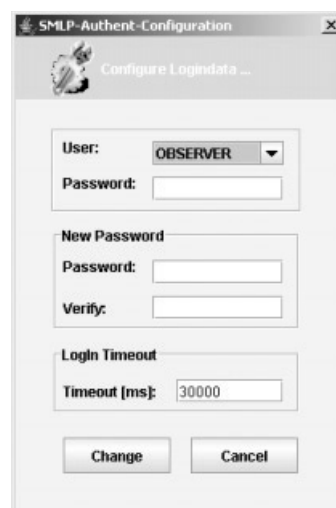 SMLP-Authent-Configuration
Configure Logindata ...
User: OBSERVER
Password:
New Password
Password:
Verify:
LogIn Timeout
Timeout [ms]: 30000
Change Cancel